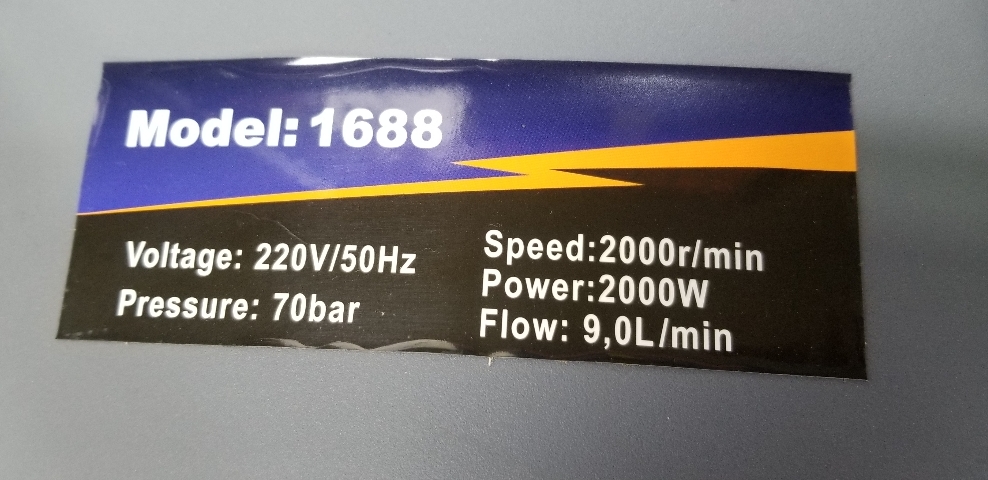 Model: 1688
Voltage: 220V/50Hz
Pressure: 70bar
Speed:2000r/min
Power:2000W
Flow: 9,0L/min